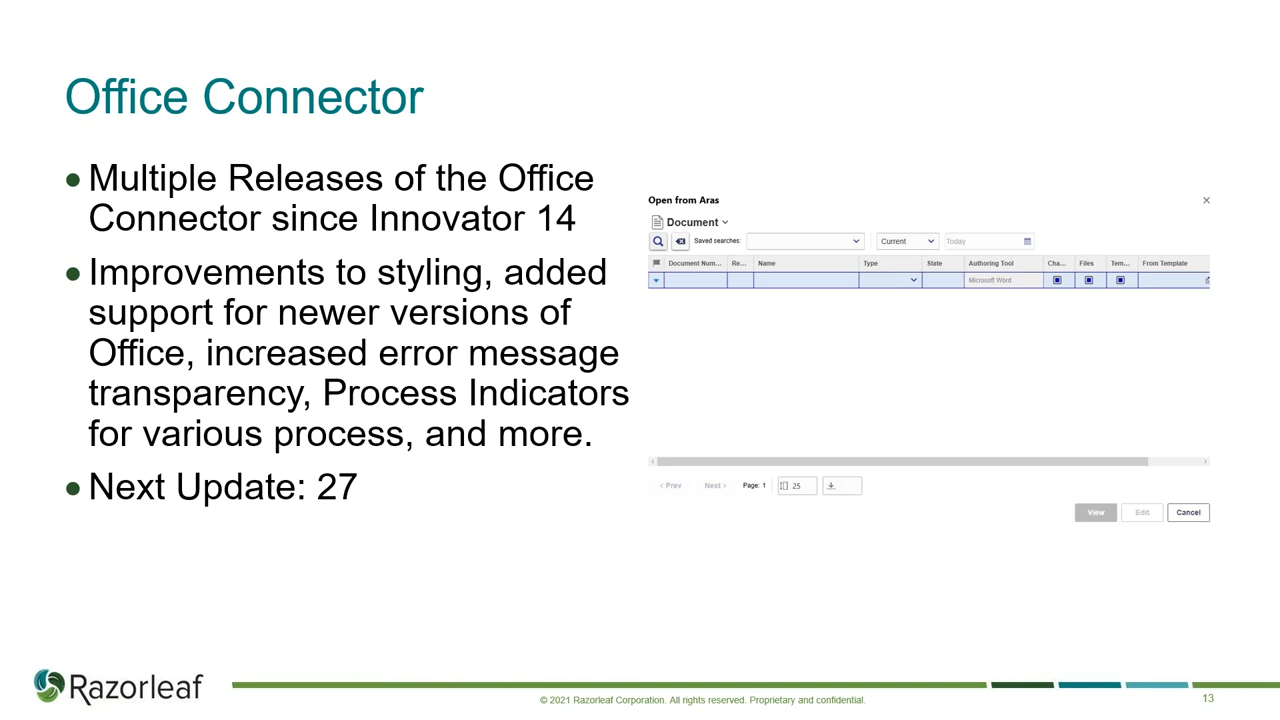 Office Connector
• Multiple Releases of the Office
Connector since Innovator 14
• Improvements to styling, added
support for newer versions of
Office, increased error message
transparency, Process Indicators
for various process, and more.
• Next Update: 27
Open from Aras
Document
Saved searches:
Current
Today
Document Num... Re... Name Type State Authoring Tool Cha... Files Tem... From Template
Microsoft Word
< Prev Next > Page: 1 25
View Edit Cancel
Razorleaf
© 2021 Razorleaf Corporation. All rights reserved. Proprietary and confidential.
13